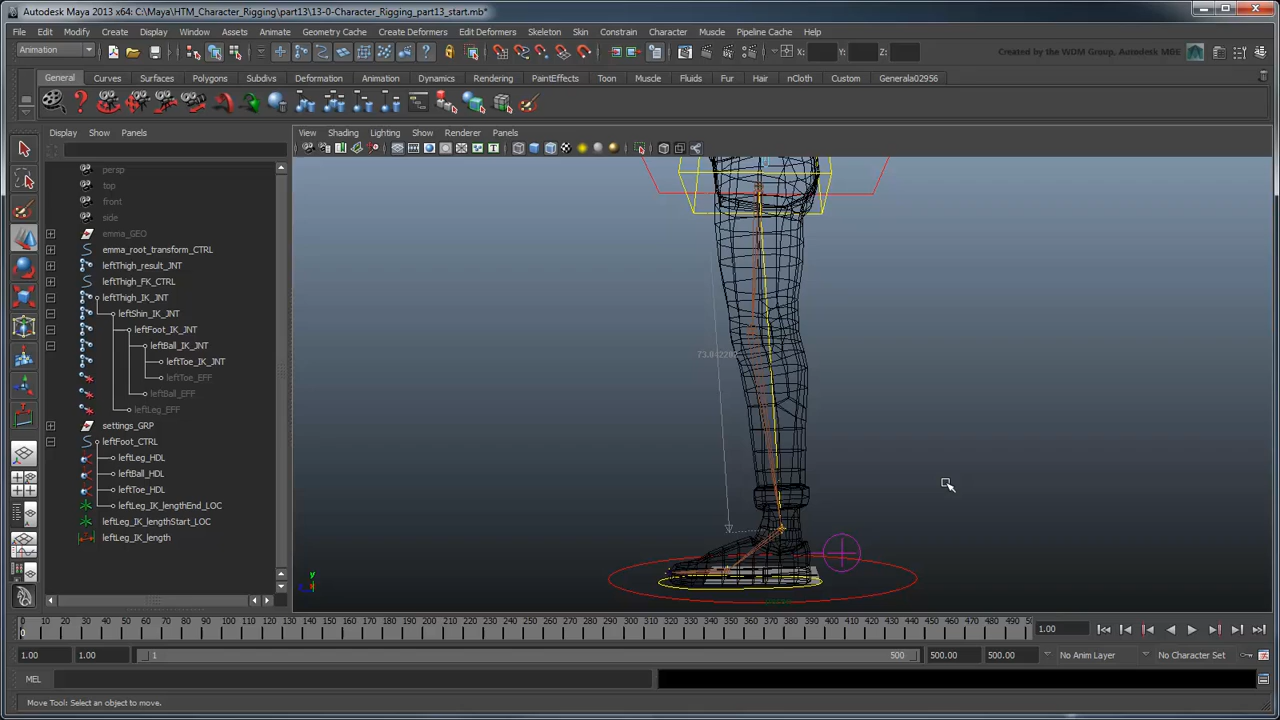 Autodesk Maya 2013 x64: C:\Maya\HTM_Character_Rigging\part13\13-0-Character_Rigging_part13_start.mb*
File Edit Modify Create Display Window Assets Animate Geometry Cache Create Deformers Edit Deformers Skeleton Skin Constrain Character Muscle Pipeline Cache Help
Animation X: Y: Z: Created by the WDM Group, Autodesk M&E
General Curves Surfaces Polygons Subdivs Deformation Animation Dynamics Rendering PaintEffects Toon Muscle Fluids Fur Hair nCloth Custom Generala02956
Display Show Panels View Shading Lighting Show Renderer Panels
persp
top
front
side
emma_GEO
emma_root_transform_CTRL
leftThigh_result_JNT
leftThigh_FK_CTRL
leftThigh_IK_JNT
leftShin_IK_JNT
leftFoot_IK_JNT
leftBall_IK_JNT
leftToe_IK_JNT
leftToe_EFF
leftBall_EFF
leftLeg_EFF
settings_GRP
leftFoot_CTRL
leftLeg_HDL
leftBall_HDL
leftToe_HDL
leftLeg_IK_lengthEnd_LOC
leftLeg_IK_lengthStart_LOC
leftLeg_IK_length
y
0 10 20 30 40 50 60 70 80 90 100 110 120 130 140 150 160 170 180 190 200 210 220 230 240 250 260 270 280 290 300 310 320 330 340 350 360 370 380 390 400 410 420 430 440 450 460 470 480 490
0 1.00
1.00 1.00 1 500 500.00 500.00 No Anim Layer No Character Set
MEL
Move Tool: Select an object to move.